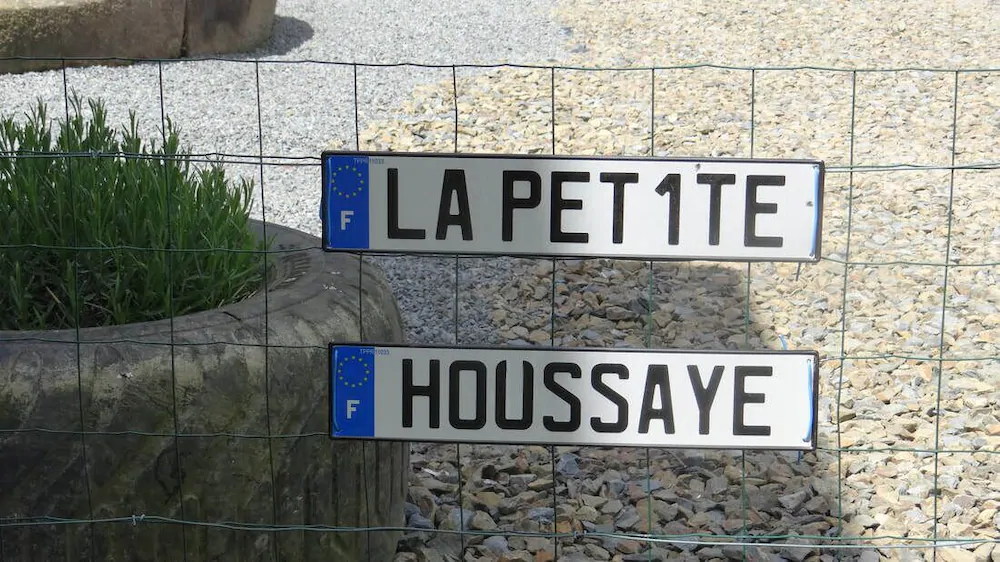 F LA PET1TE
F HOUSSAYE